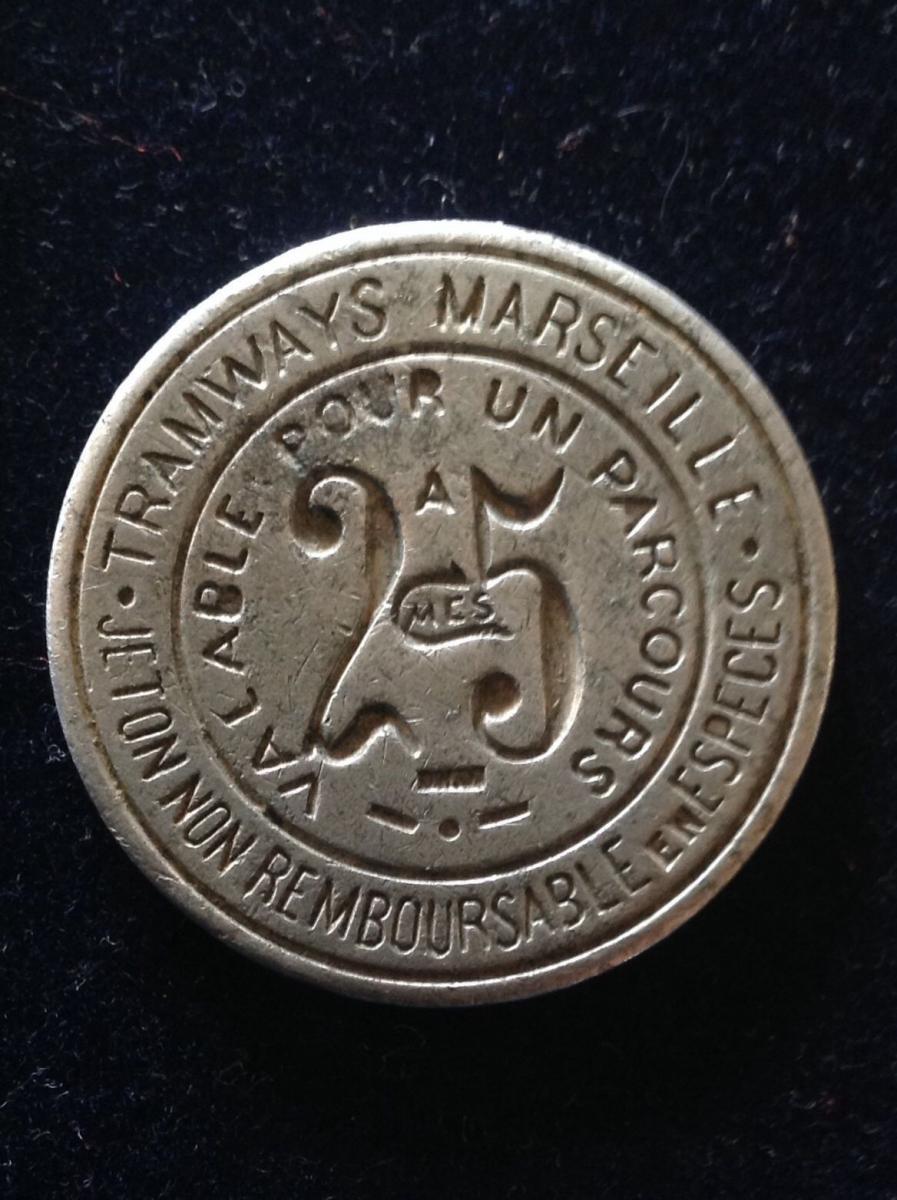 TRAMWAYS MARSEILLE
JETON NON REMBOURSABLE EN ESPECES
VALABLE POUR UN PARCOURS
A
25
MES